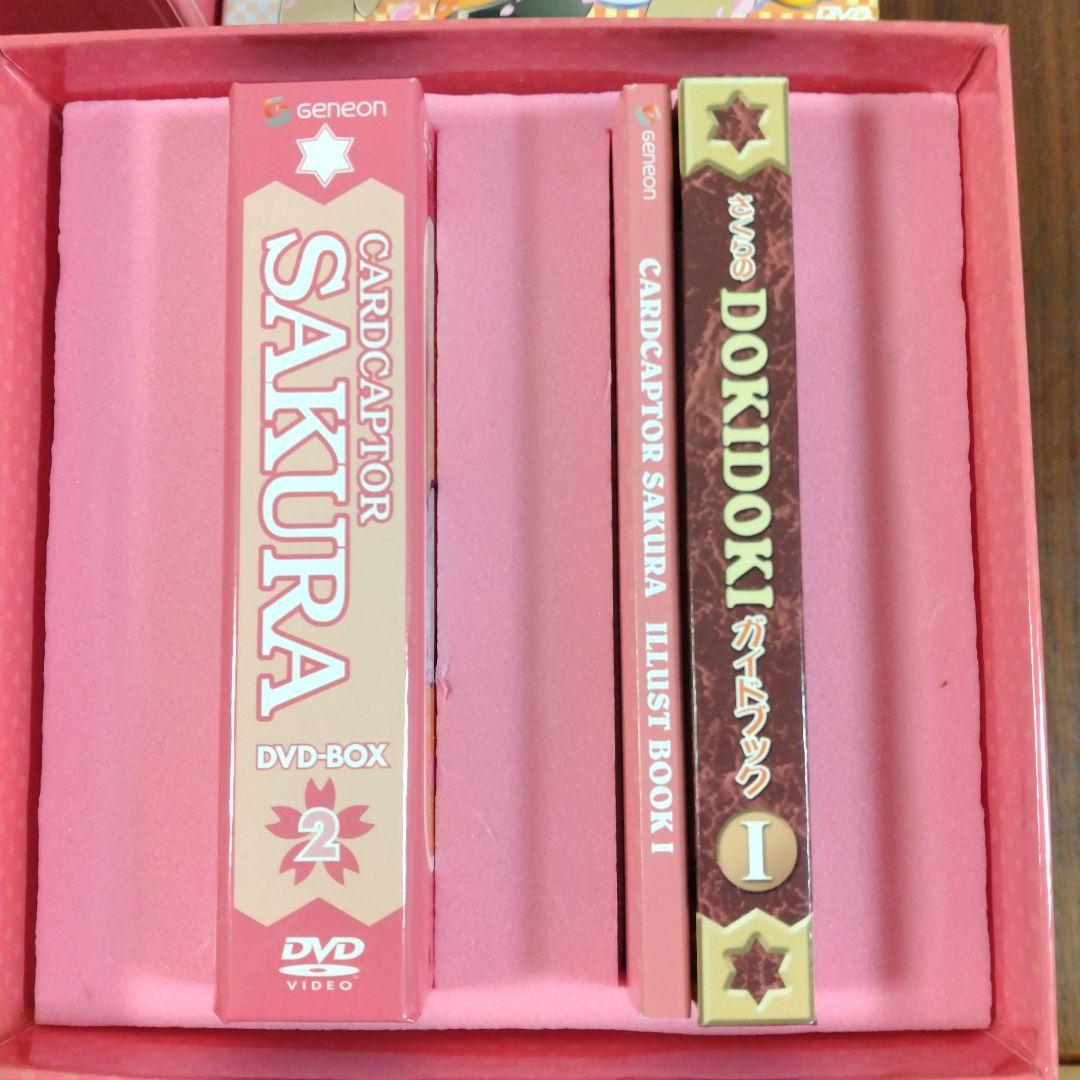 DVD
GENEON
CARDCAPTOR
SAKURA
DVD-BOX
2
DVD
VIDEO
GENEON
CARDCAPTOR SAKURA ILLUST BOOK I
さくらの DOKIDOKI ガイドブック
I